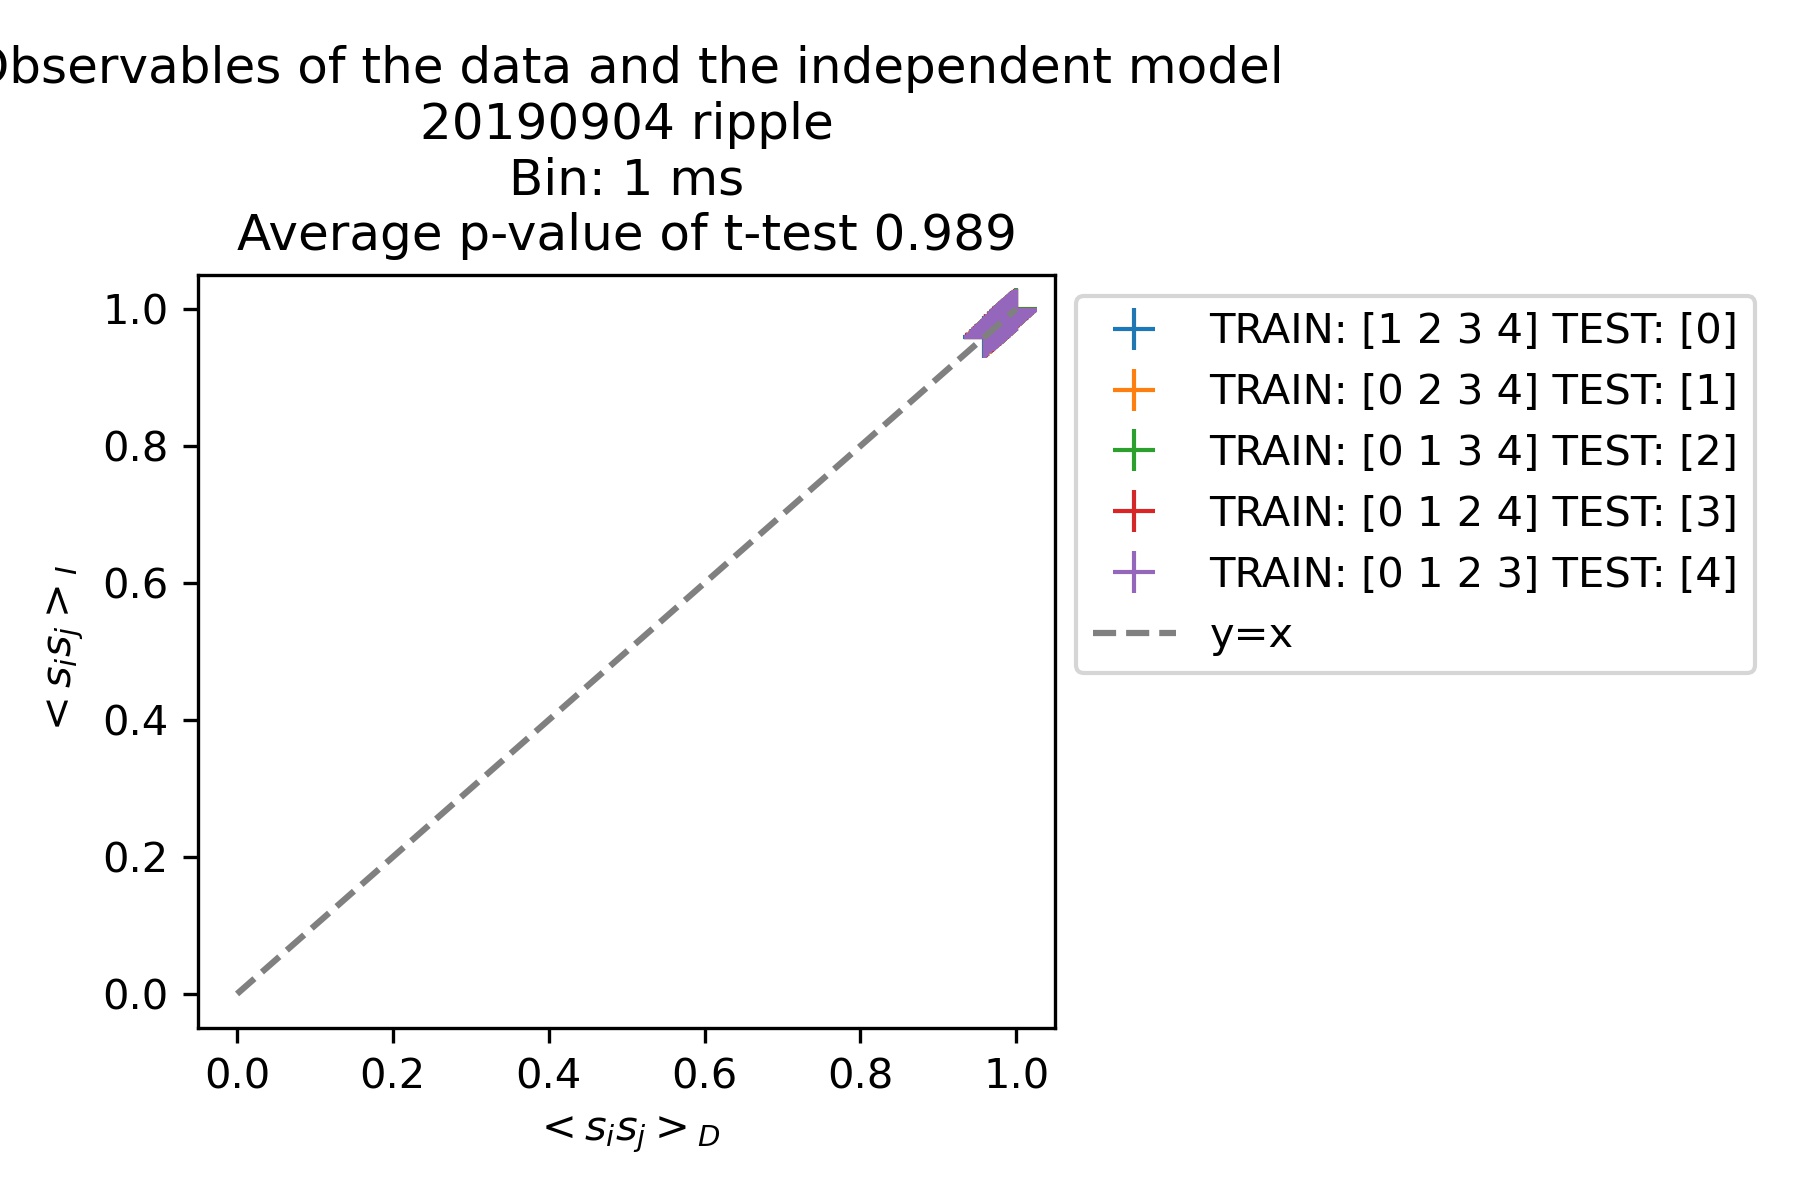 Observables of the data and the independent model
20190904 ripple
Bin: 1 ms
Average p-value of t-test 0.989
1.0
0.8
0.6
0.4
0.2
0.0
< s_i s_j >_I
0.0 0.2 0.4 0.6 0.8 1.0
< s_i s_j >_D
TRAIN: [1 2 3 4] TEST: [0]
TRAIN: [0 2 3 4] TEST: [1]
TRAIN: [0 1 3 4] TEST: [2]
TRAIN: [0 1 2 4] TEST: [3]
TRAIN: [0 1 2 3] TEST: [4]
y=x